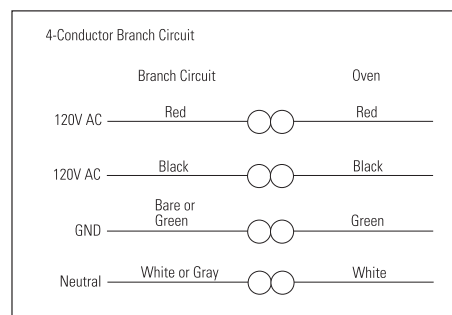 4-Conductor Branch Circuit
Branch Circuit Oven
120V AC Red Red
120V AC Black Black
Bare or
Green
GND Green
Neutral White or Gray White